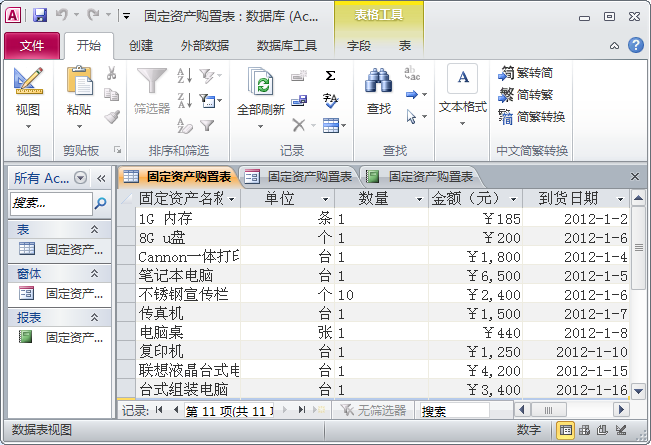 固定资产购置表 : 数据库 (Ac...
表格工具
文件 开始 创建 外部数据 数据库工具 字段 表
视图 粘贴 筛选器 全部刷新 查找 文本格式 繁转简
简转繁
简繁转换
视图 剪贴板 排序和筛选 记录 查找 中文简繁转换
所有 Ac...
搜索...
表
固定资产...
窗体
固定资产...
报表
固定资产...
固定资产购置表 固定资产购置表 固定资产购置表
固定资产名称 单位 数量 金额（元） 到货日期
1G 内存 条 1 ￥185 2012-1-2
8G u盘 个 1 ￥200 2012-1-6
Cannon一体打印 台 1 ￥1,800 2012-1-4
笔记本电脑 台 1 ￥6,500 2012-1-5
不锈钢宣传栏 个 10 ￥2,400 2012-1-6
传真机 台 1 ￥1,500 2012-1-7
电脑桌 张 1 ￥440 2012-1-8
复印机 台 1 ￥1,250 2012-1-10
联想液晶台式电 台 1 ￥4,200 2012-1-15
台式组装电脑 台 1 ￥3,400 2012-1-16
记录: 第 11 项(共 11 项 无筛选器 搜索
数据表视图 数字